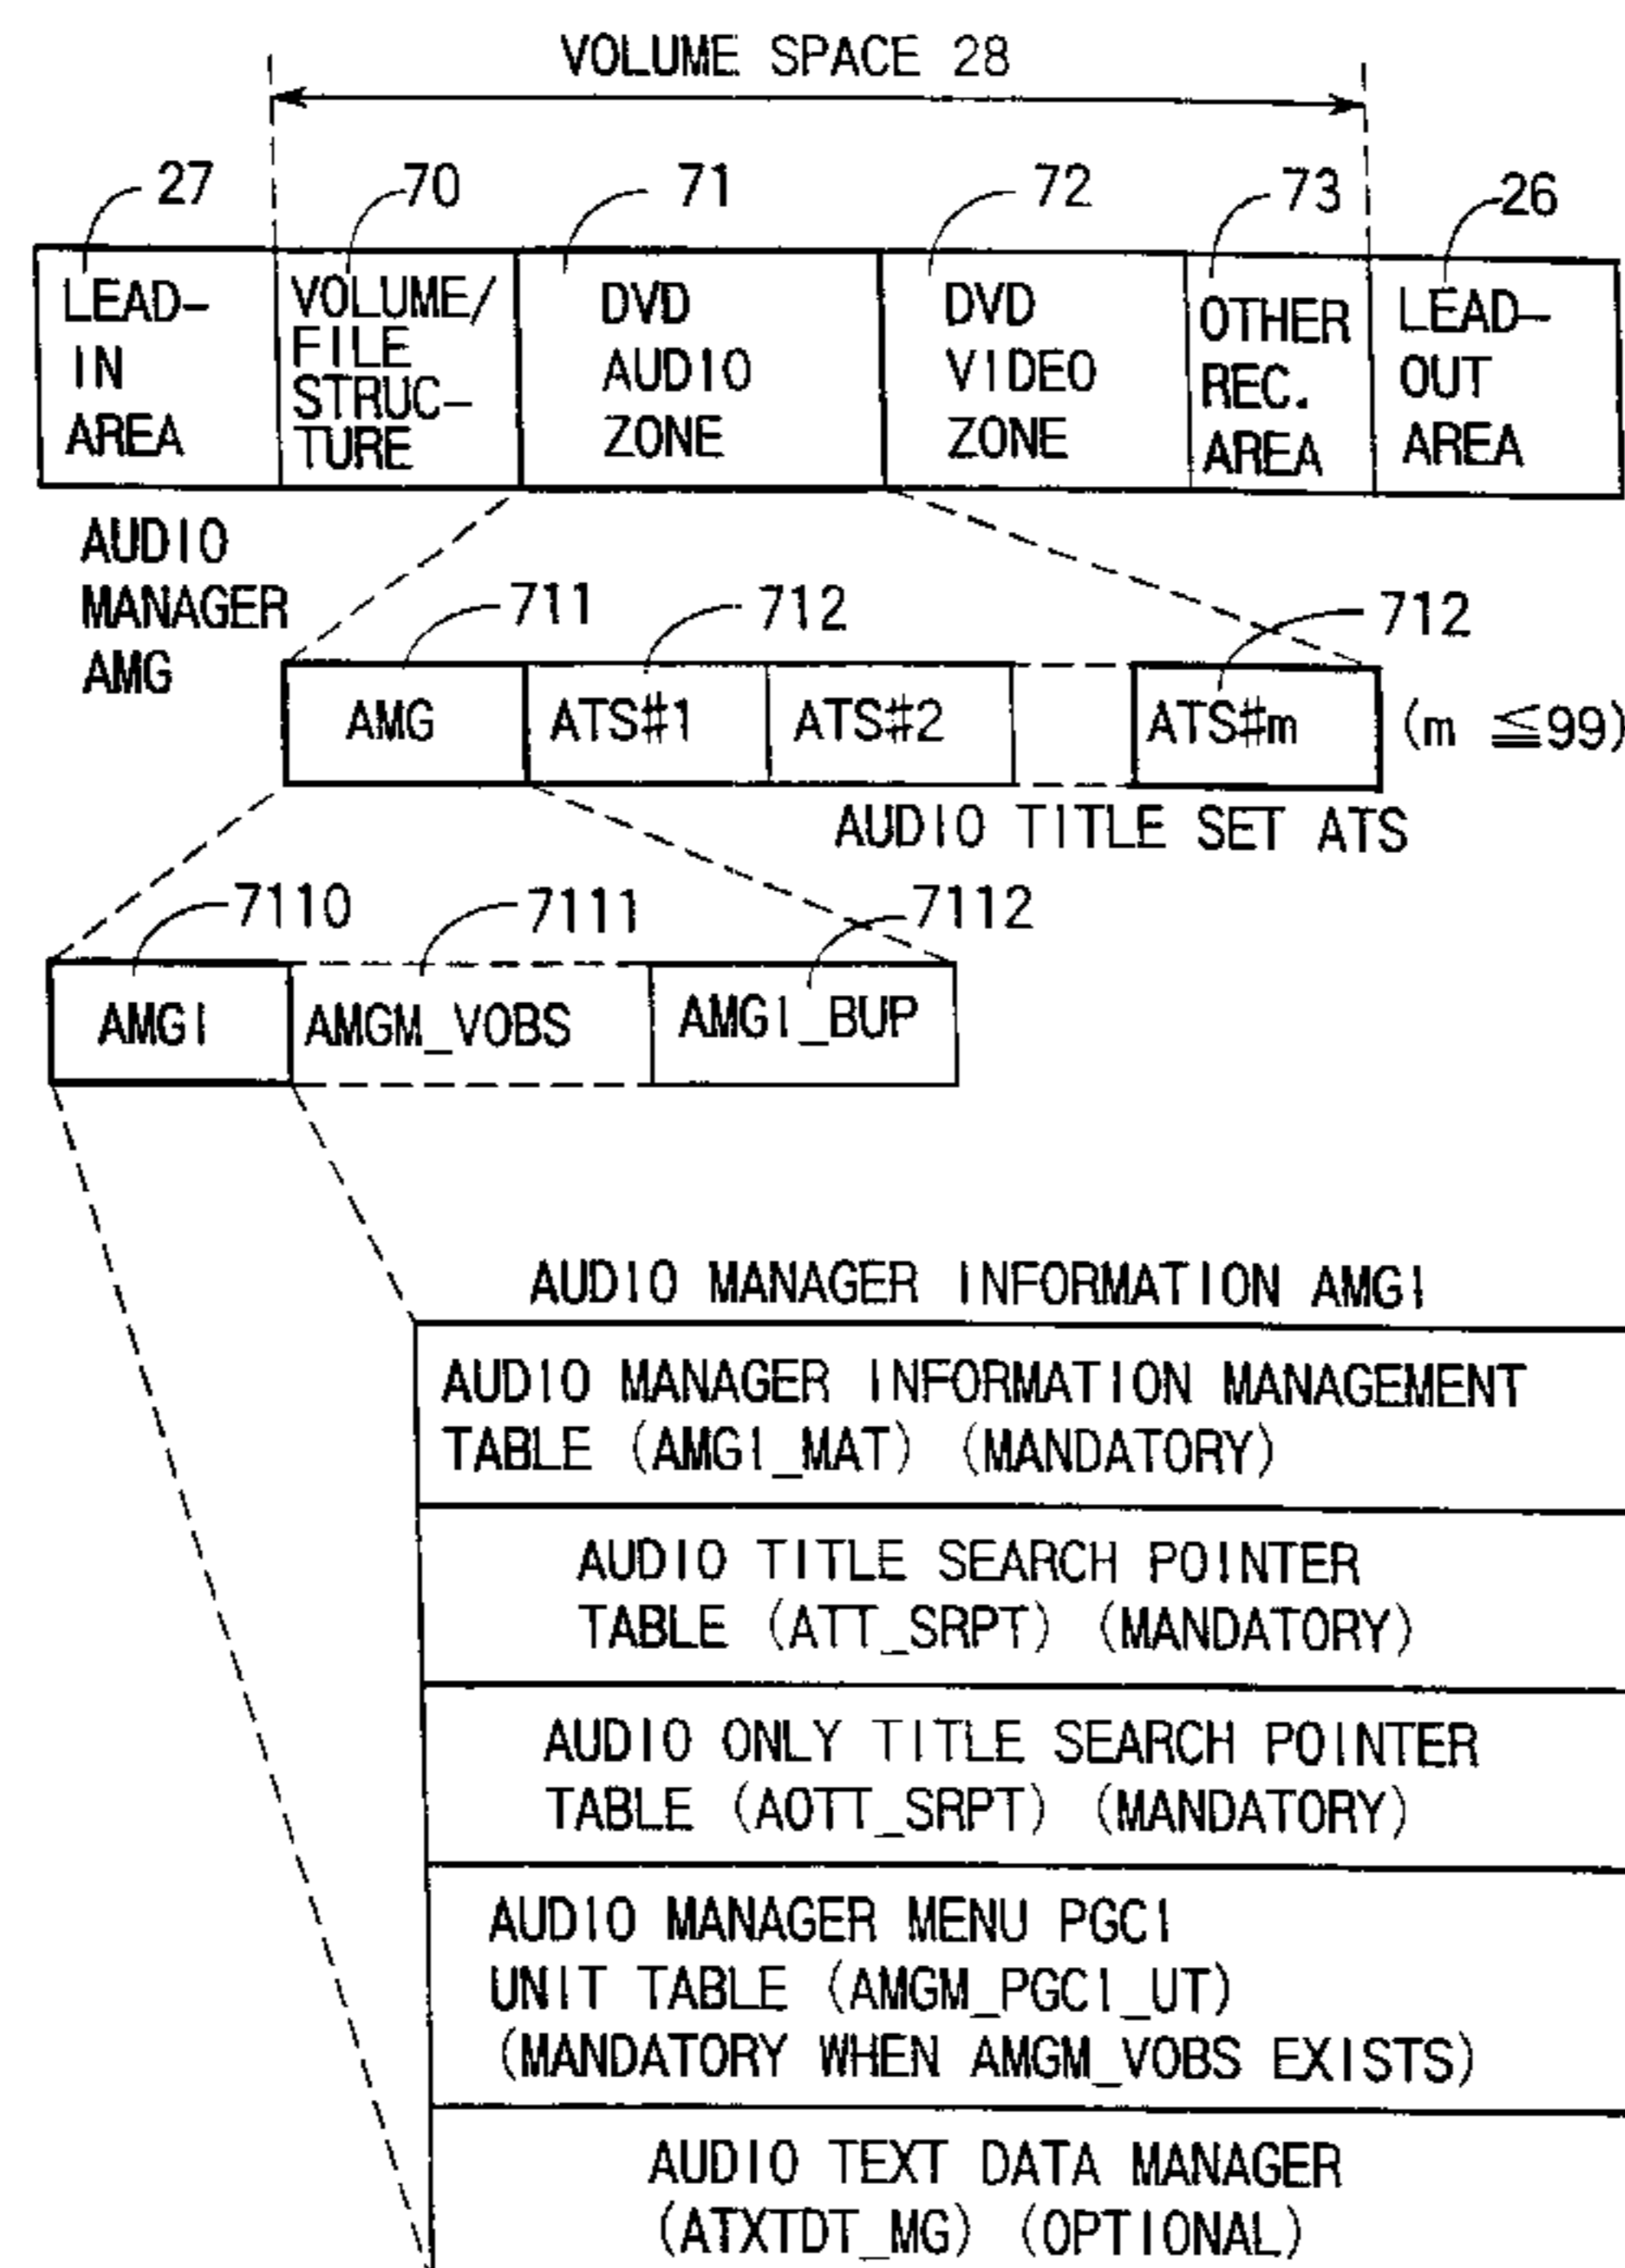 VOLUME SPACE 28
27
70
71
72
73
26
LEAD-
IN
AREA
VOLUME/
FILE
STRUC-
TURE
DVD
AUDIO
ZONE
DVD
VIDEO
ZONE
OTHER
REC.
AREA
LEAD-
OUT
AREA
AUDIO
MANAGER
AMG
711
712
712
AMG
ATS#1
ATS#2
ATS#m
(m ≦99)
AUDIO TITLE SET ATS
7110
7111
7112
AMGI
AMGM_VOBS
AMGI_BUP
AUDIO MANAGER INFORMATION AMGI
AUDIO MANAGER INFORMATION MANAGEMENT
TABLE (AMGI_MAT) (MANDATORY)
AUDIO TITLE SEARCH POINTER
TABLE (ATT_SRPT) (MANDATORY)
AUDIO ONLY TITLE SEARCH POINTER
TABLE (AOTT_SRPT) (MANDATORY)
AUDIO MANAGER MENU PGCI
UNIT TABLE (AMGM_PGCI_UT)
(MANDATORY WHEN AMGM_VOBS EXISTS)
AUDIO TEXT DATA MANAGER
(ATXTDT_MG) (OPTIONAL)